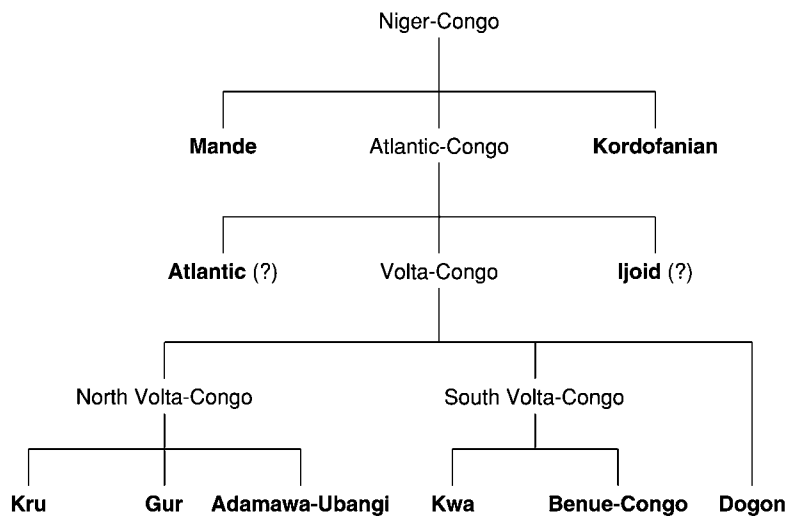 Niger-Congo
Mande Atlantic-Congo Kordofanian
Atlantic (?) Volta-Congo Ijoid (?)
North Volta-Congo South Volta-Congo
Kru Gur Adamawa-Ubangi Kwa Benue-Congo Dogon